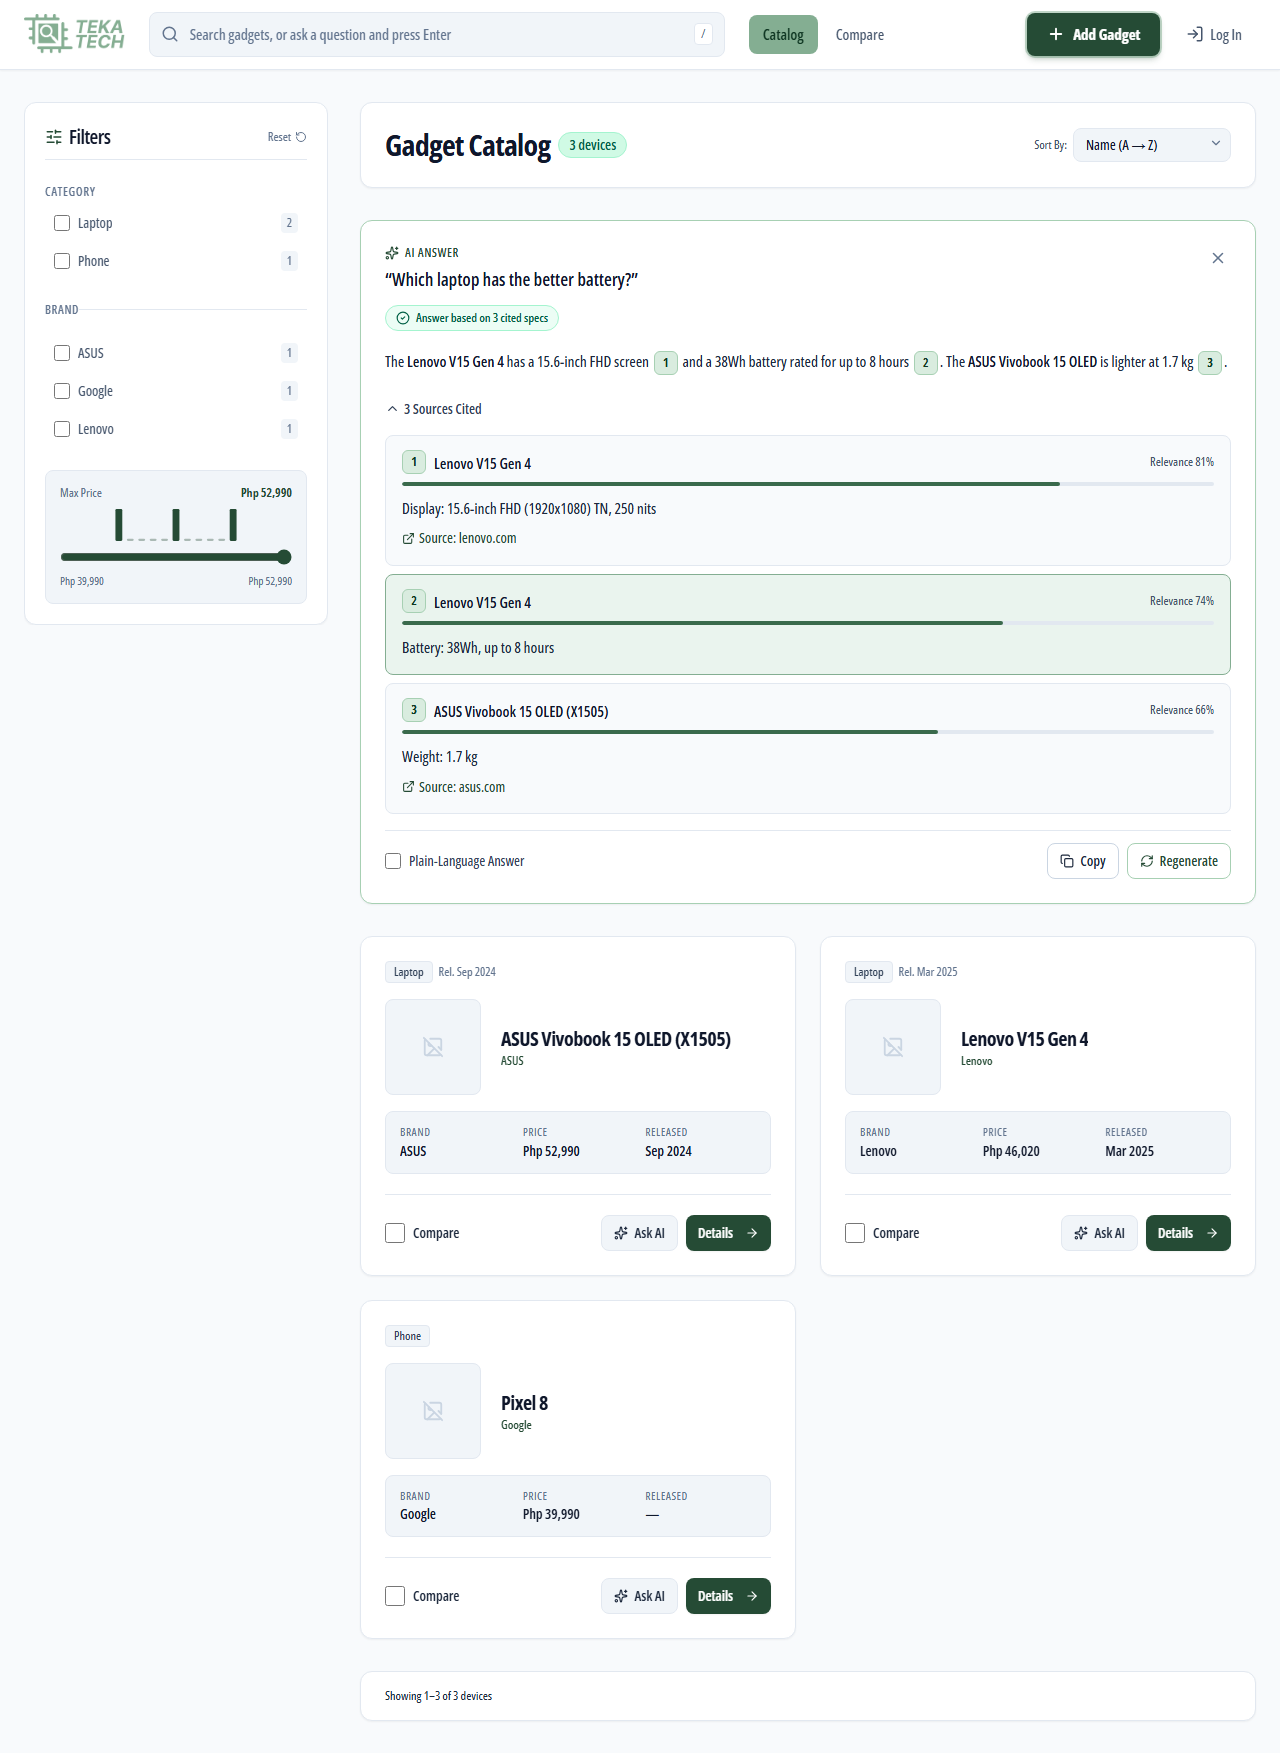 TEKA
TECH
Search gadgets, or ask a question and press Enter
/
Catalog
Compare
Add Gadget
Log In
Filters
Reset
CATEGORY
Laptop
2
Phone
1
BRAND
ASUS
1
Google
1
Lenovo
1
Max Price
Php 52,990
Php 39,990
Php 52,990
Gadget Catalog
3 devices
Sort By:
Name (A → Z)
AI ANSWER
“Which laptop has the better battery?”
Answer based on 3 cited specs
The Lenovo V15 Gen 4 has a 15.6-inch FHD screen 1 and a 38Wh battery rated for up to 8 hours 2. The ASUS Vivobook 15 OLED is lighter at 1.7 kg 3.
3 Sources Cited
1 Lenovo V15 Gen 4
Relevance 81%
Display: 15.6-inch FHD (1920x1080) TN, 250 nits
Source: lenovo.com
2 Lenovo V15 Gen 4
Relevance 74%
Battery: 38Wh, up to 8 hours
3 ASUS Vivobook 15 OLED (X1505)
Relevance 66%
Weight: 1.7 kg
Source: asus.com
Plain-Language Answer
Copy
Regenerate
Laptop
Rel. Sep 2024
ASUS Vivobook 15 OLED (X1505)
ASUS
BRAND
PRICE
RELEASED
ASUS
Php 52,990
Sep 2024
Compare
Ask AI
Details
Laptop
Rel. Mar 2025
Lenovo V15 Gen 4
Lenovo
BRAND
PRICE
RELEASED
Lenovo
Php 46,020
Mar 2025
Compare
Ask AI
Details
Phone
Pixel 8
Google
BRAND
PRICE
RELEASED
Google
Php 39,990
—
Compare
Ask AI
Details
Showing 1–3 of 3 devices